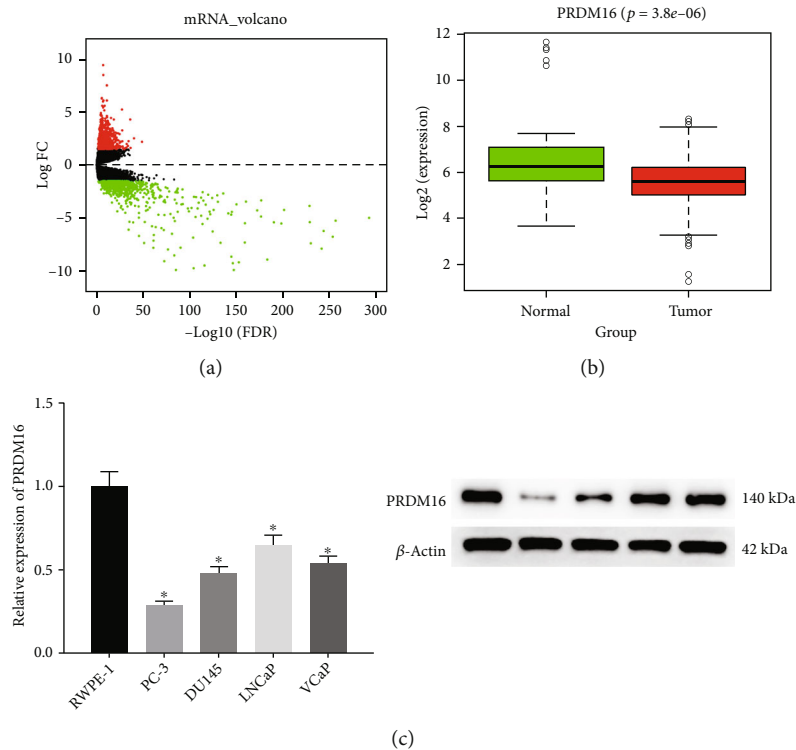 mRNA_volcano
Log FC
10
5
0
−5
−10
0 50 100 150 200 250 300
−Log10 (FDR)
(a)
PRDM16 (p = 3.8e–06)
Log2 (expression)
12
10
8
6
4
2
Normal Tumor
Group
(b)
Relative expression of PRDM16
1.5
1.0
0.5
0.0
* * * *
RWPE-1 PC-3 DU145 LNCaP VCaP
PRDM16 140 kDa
β-Actin 42 kDa
(c)